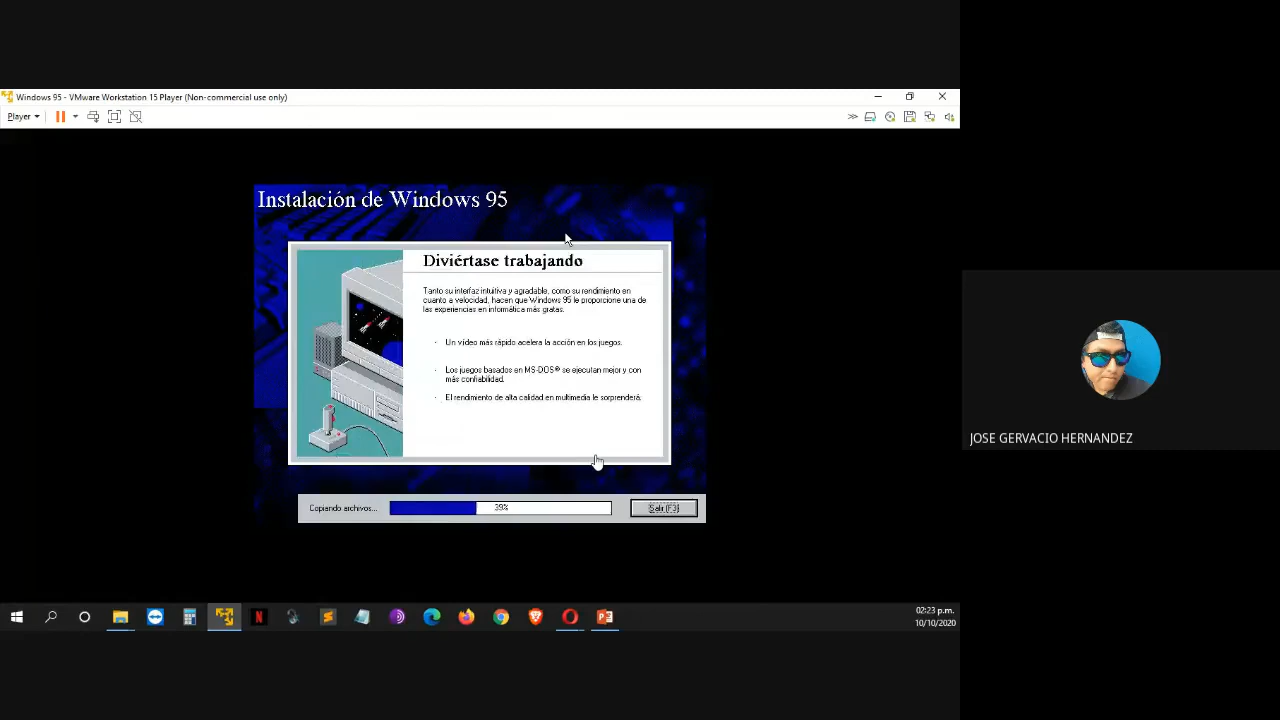 Windows 95 - VMware Workstation 15 Player (Non-commercial use only)
Player
Instalación de Windows 95
Diviértase trabajando
Tanto su interfaz intuitiva y agradable, como su rendimiento en
cuanto a velocidad, hacen que Windows 95 le proporcione una de
las experiencias en informática más gratas.
· Un vídeo más rápido acelera la acción en los juegos.
· Los juegos basados en MS-DOS® se ejecutan mejor y con
más confiabilidad.
· El rendimiento de alta calidad en multimedia le sorprenderá.
Copiando archivos... 39% Salir (F3)
JOSE GERVACIO HERNANDEZ
02:23 p.m.
10/10/2020